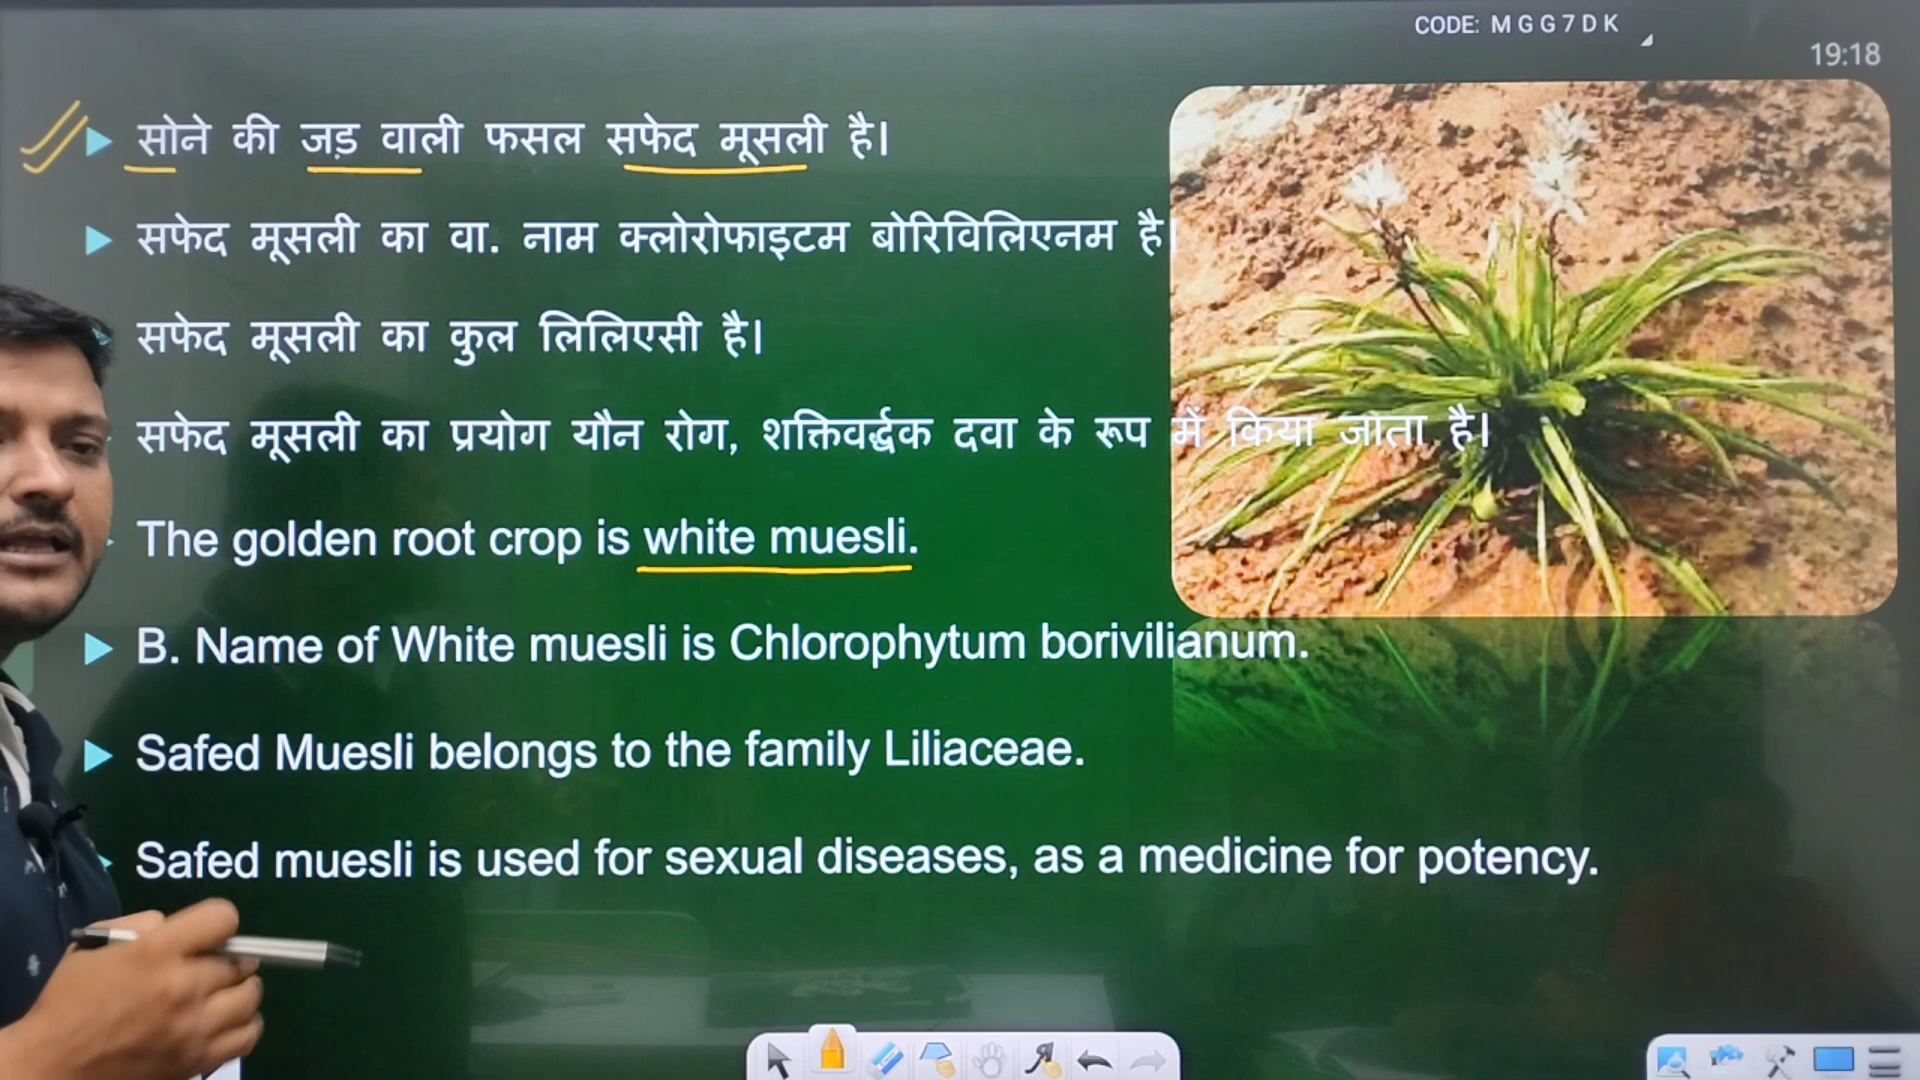 CODE: M G G 7 D K
19:18
सोने की जड़ वाली फसल सफेद मूसली है।
सफेद मूसली का वा. नाम क्लोरोफाइटम बोरिविलिएनम है।
सफेद मूसली का कुल लिलिएसी है।
सफेद मूसली का प्रयोग यौन रोग, शक्तिवर्द्धक दवा के रूप में किया जाता है।
The golden root crop is white muesli.
B. Name of White muesli is Chlorophytum borivilianum.
Safed Muesli belongs to the family Liliaceae.
Safed muesli is used for sexual diseases, as a medicine for potency.